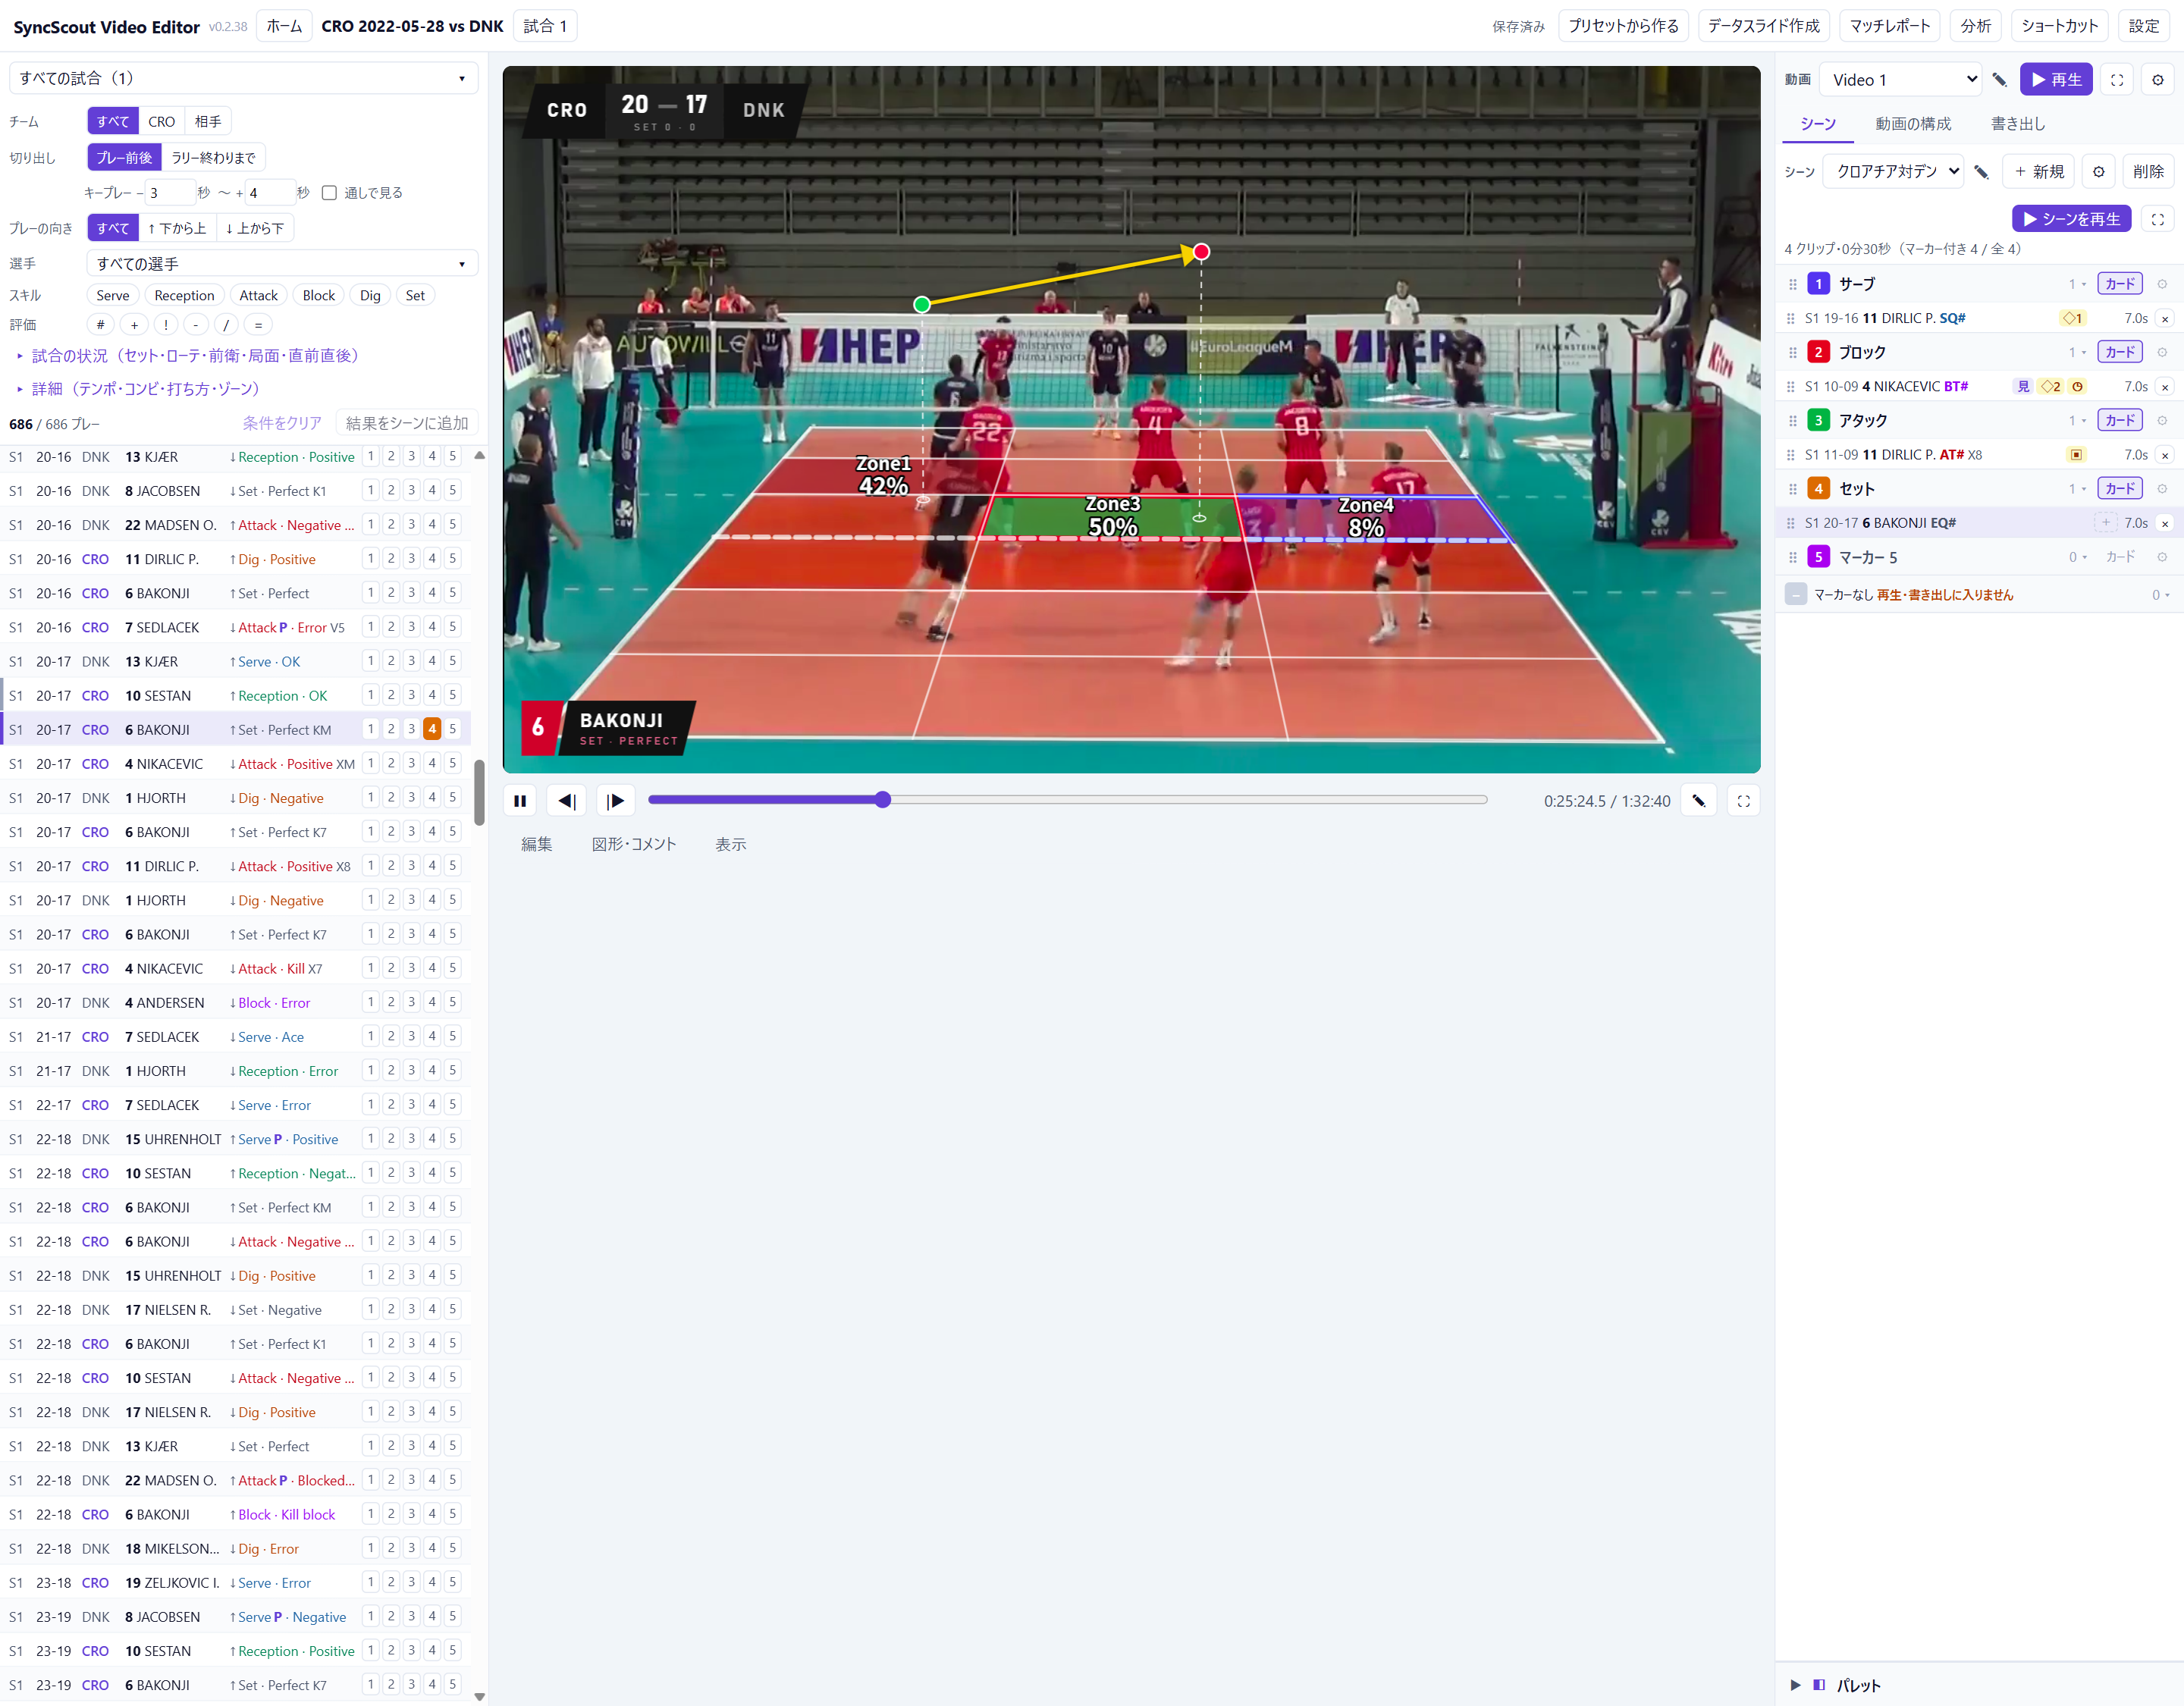 SyncScout Video Editor v0.2.38 ホーム CRO 2022-05-28 vs DNK 試合 1 保存済み プリセットから作る データスライド作成 マッチレポート 分析 ショートカット 設定
すべての試合（1）
チーム すべて CRO 相手
切り出し プレー前後 ラリー終わりまで
キープレー − 3 秒 ～ + 4 秒 通しで見る
プレーの向き すべて ↑ 下から上 ↓ 上から下
選手 すべての選手
スキル Serve Reception Attack Block Dig Set
評価 # + ! - / =
試合の状況（セット・ローテ・前衛・局面・直前直後）
詳細（テンポ・コンビ・打ち方・ゾーン）
686 / 686 プレー 条件をクリア 結果をシーンに追加
S1 20-16 DNK 13 KJÆR ↓ Reception · Positive 1 2 3 4 5
S1 20-16 DNK 8 JACOBSEN ↓ Set · Perfect K1 1 2 3 4 5
S1 20-16 DNK 22 MADSEN O. ↑ Attack · Negative ... 1 2 3 4 5
S1 20-16 CRO 11 DIRLIC P. ↑ Dig · Positive 1 2 3 4 5
S1 20-16 CRO 6 BAKONJI ↑ Set · Perfect 1 2 3 4 5
S1 20-16 CRO 7 SEDLACEK ↓ Attack P · Error V5 1 2 3 4 5
S1 20-17 DNK 13 KJÆR ↑ Serve · OK 1 2 3 4 5
S1 20-17 CRO 10 SESTAN ↑ Reception · OK 1 2 3 4 5
S1 20-17 CRO 6 BAKONJI ↑ Set · Perfect KM 1 2 3 4 5
S1 20-17 CRO 4 NIKACEVIC ↓ Attack · Positive XM 1 2 3 4 5
S1 20-17 DNK 1 HJORTH ↓ Dig · Negative 1 2 3 4 5
S1 20-17 CRO 6 BAKONJI ↑ Set · Perfect K7 1 2 3 4 5
S1 20-17 CRO 11 DIRLIC P. ↓ Attack · Positive X8 1 2 3 4 5
S1 20-17 DNK 1 HJORTH ↓ Dig · Negative 1 2 3 4 5
S1 20-17 CRO 6 BAKONJI ↑ Set · Perfect K7 1 2 3 4 5
S1 20-17 CRO 4 NIKACEVIC ↓ Attack · Kill X7 1 2 3 4 5
S1 20-17 DNK 4 ANDERSEN ↓ Block · Error 1 2 3 4 5
S1 21-17 CRO 7 SEDLACEK ↓ Serve · Ace 1 2 3 4 5
S1 21-17 DNK 1 HJORTH ↓ Reception · Error 1 2 3 4 5
S1 22-17 CRO 7 SEDLACEK ↓ Serve · Error 1 2 3 4 5
S1 22-18 DNK 15 UHRENHOLT ↑ Serve P · Positive 1 2 3 4 5
S1 22-18 CRO 10 SESTAN ↑ Reception · Negat... 1 2 3 4 5
S1 22-18 CRO 6 BAKONJI ↑ Set · Perfect KM 1 2 3 4 5
S1 22-18 CRO 6 BAKONJI ↓ Attack · Negative ... 1 2 3 4 5
S1 22-18 DNK 15 UHRENHOLT ↓ Dig · Positive 1 2 3 4 5
S1 22-18 DNK 17 NIELSEN R. ↓ Set · Negative 1 2 3 4 5
S1 22-18 CRO 6 BAKONJI ↑ Set · Perfect K1 1 2 3 4 5
S1 22-18 CRO 10 SESTAN ↓ Attack · Negative ... 1 2 3 4 5
S1 22-18 DNK 17 NIELSEN R. ↓ Dig · Positive 1 2 3 4 5
S1 22-18 DNK 13 KJÆR ↓ Set · Perfect 1 2 3 4 5
S1 22-18 DNK 22 MADSEN O. ↑ Attack P · Blocked... 1 2 3 4 5
S1 22-18 CRO 6 BAKONJI ↑ Block · Kill block 1 2 3 4 5
S1 22-18 DNK 18 MIKELSON... ↓ Dig · Error 1 2 3 4 5
S1 23-18 CRO 19 ZELJKOVIC I. ↓ Serve · Error 1 2 3 4 5
S1 23-19 DNK 8 JACOBSEN ↑ Serve P · Negative 1 2 3 4 5
S1 23-19 CRO 10 SESTAN ↑ Reception · Positive 1 2 3 4 5
S1 23-19 CRO 6 BAKONJI ↑ Set · Perfect K7 1 2 3 4 5
CRO 20 — 17 DNK
SET 0 - 0
HEP
#EuroLeagueM
10
6
22
4
8
17
3
Zone1
42%
Zone3
50%
Zone4
8%
CEV
CEV
6 BAKONJI
SET · PERFECT
0:25:24.5 / 1:32:40
編集 図形・コメント 表示
動画 Video 1 ▶ 再生
シーン 動画の構成 書き出し
シーン クロアチア対デン ＋ 新規 削除
▶ シーンを再生
4 クリップ・0分30秒（マーカー付き 4 / 全 4）
1 サーブ 1 カード
S1 19-16 11 DIRLIC P. SQ# ◇1 7.0s ×
2 ブロック 1 カード
S1 10-09 4 NIKACEVIC BT# 見 ◇2 7.0s ×
3 アタック 1 カード
S1 11-09 11 DIRLIC P. AT# X8 7.0s ×
4 セット 1 カード
S1 20-17 6 BAKONJI EQ# + 7.0s ×
5 マーカー 5 0 カード
– マーカーなし 再生・書き出しに入りません 0
パレット